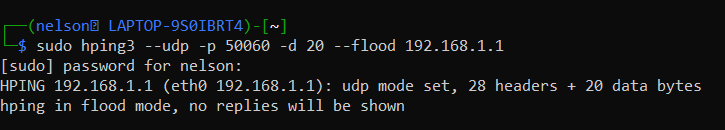 ┌──(nelson㉿ LAPTOP-9S0IBRT4)-[~]
└─$ sudo hping3 --udp -p 50060 -d 20 --flood 192.168.1.1
[sudo] password for nelson:
HPING 192.168.1.1 (eth0 192.168.1.1): udp mode set, 28 headers + 20 data bytes
hping in flood mode, no replies will be shown